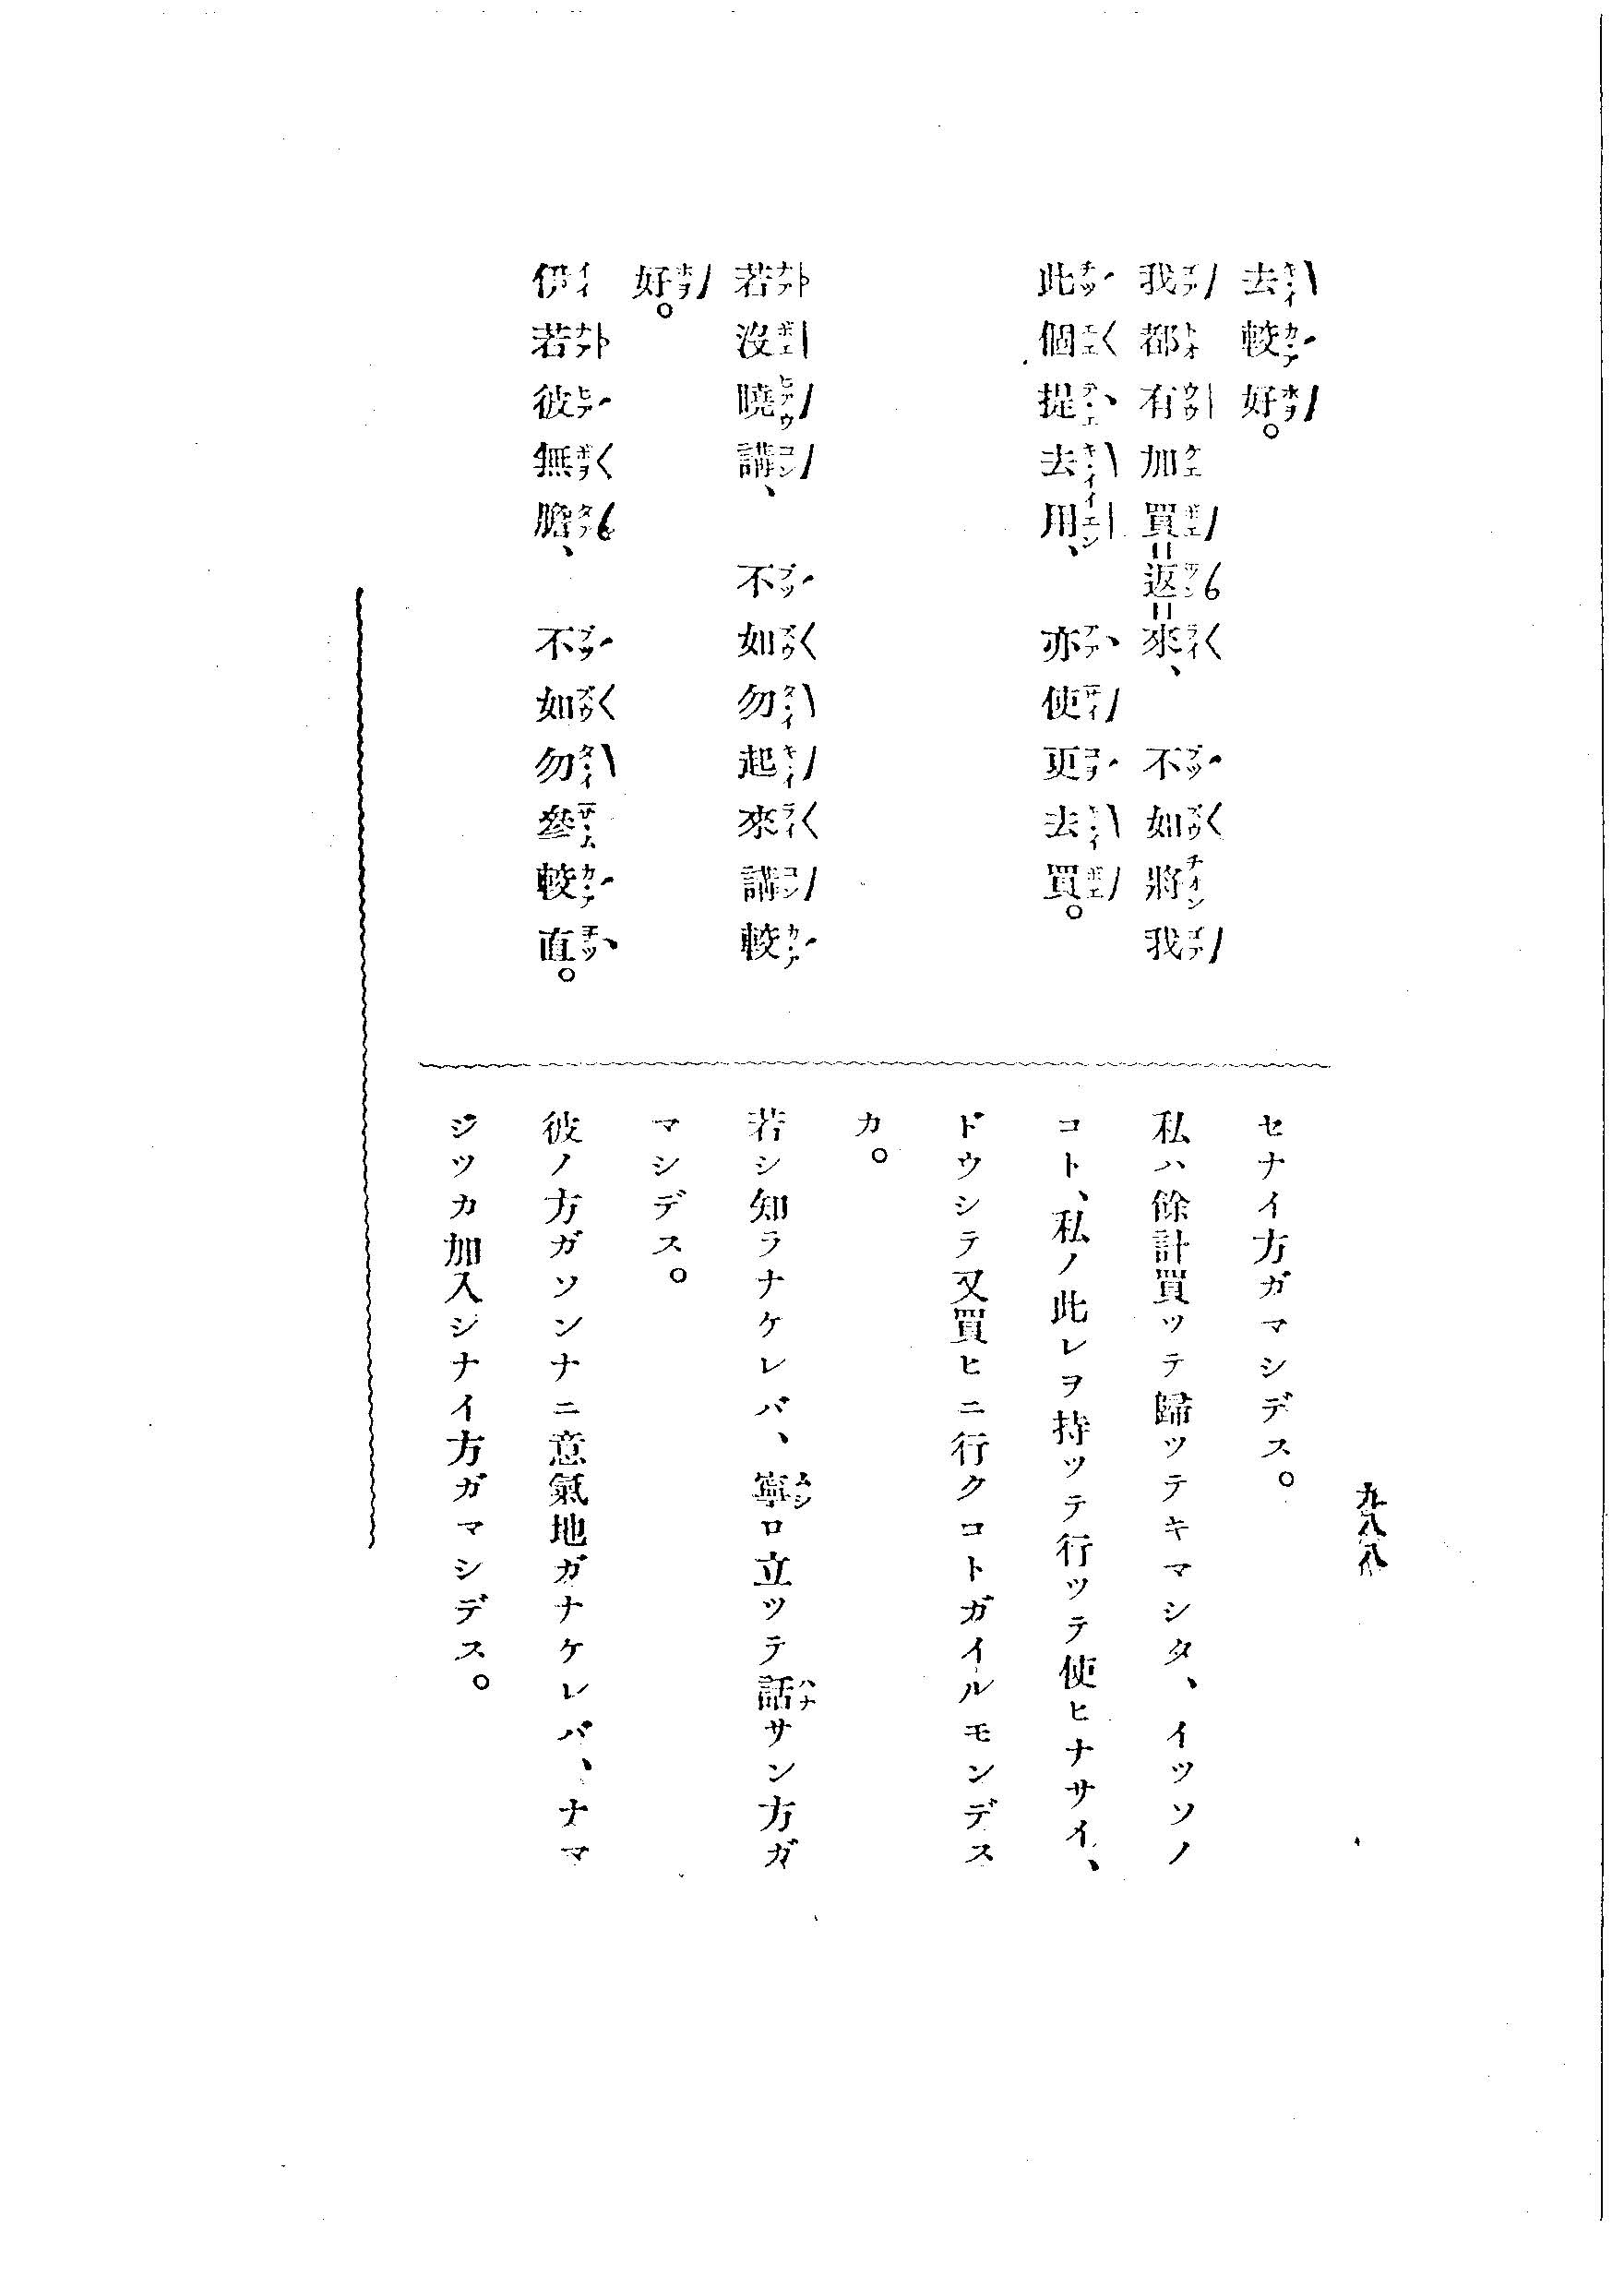 九八八
去較好。
我都有加買=返=來、不如將我
此個提去用、亦使更去買。
若沒曉講、不如勿起來講較
好。
伊若彼無膽、不如勿參較直。
セナイ方ガマシデス。
私ハ餘計買ツテ歸ツテキマシタ、イツソノ
コト、私ノ此レヲ持ツテ行ツテ使ヒナサイ、
ドウシテ又買ヒニ行クコトガイルモンデス
カ。
若シ知ラナケレバ、寧ロ立ツテ話サン方ガ
マシデス。
彼ノ方ガソンナニ意氣地ガナケレバ、ナマ
ジツカ加入シナイ方ガマシデス。